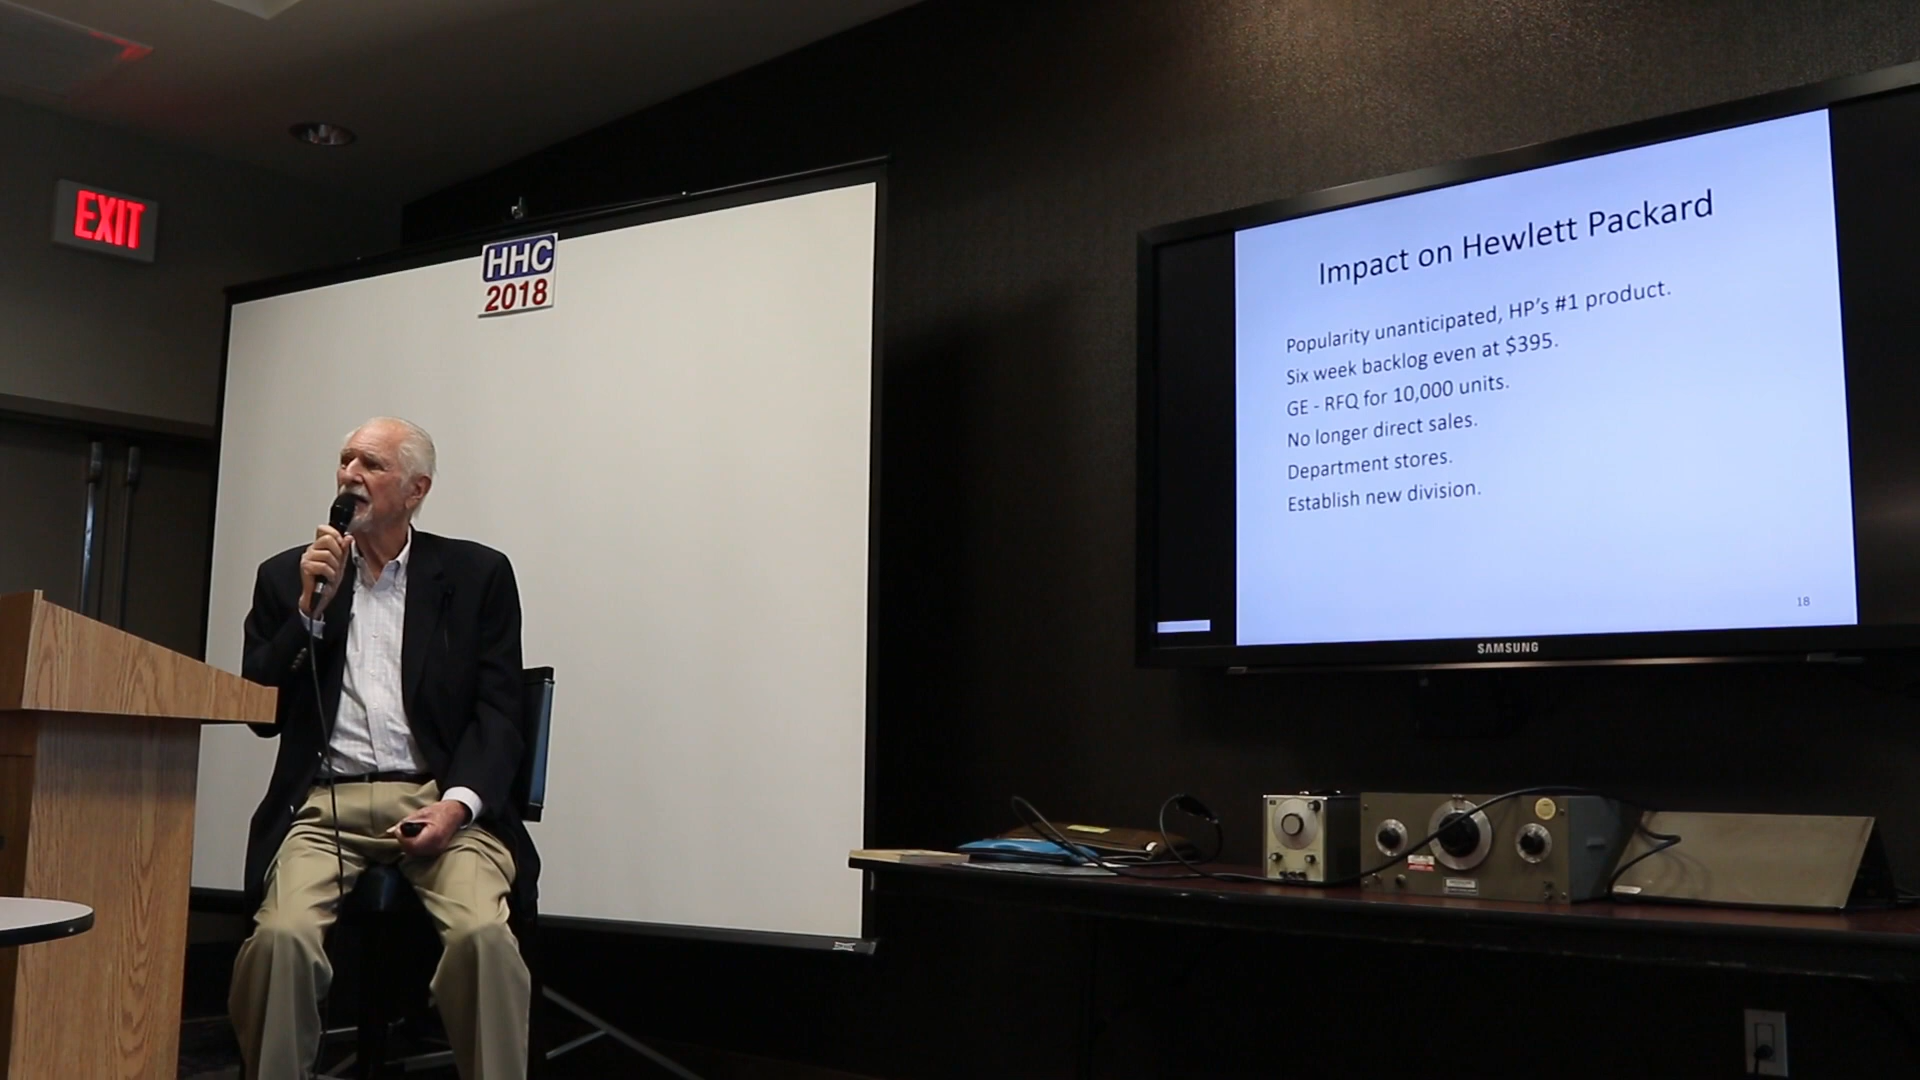 EXIT
HHC
2018
Impact on Hewlett Packard
Popularity unanticipated, HP's #1 product.
Six week backlog even at $395.
GE - RFQ for 10,000 units.
No longer direct sales.
Department stores.
Establish new division.
18
SAMSUNG